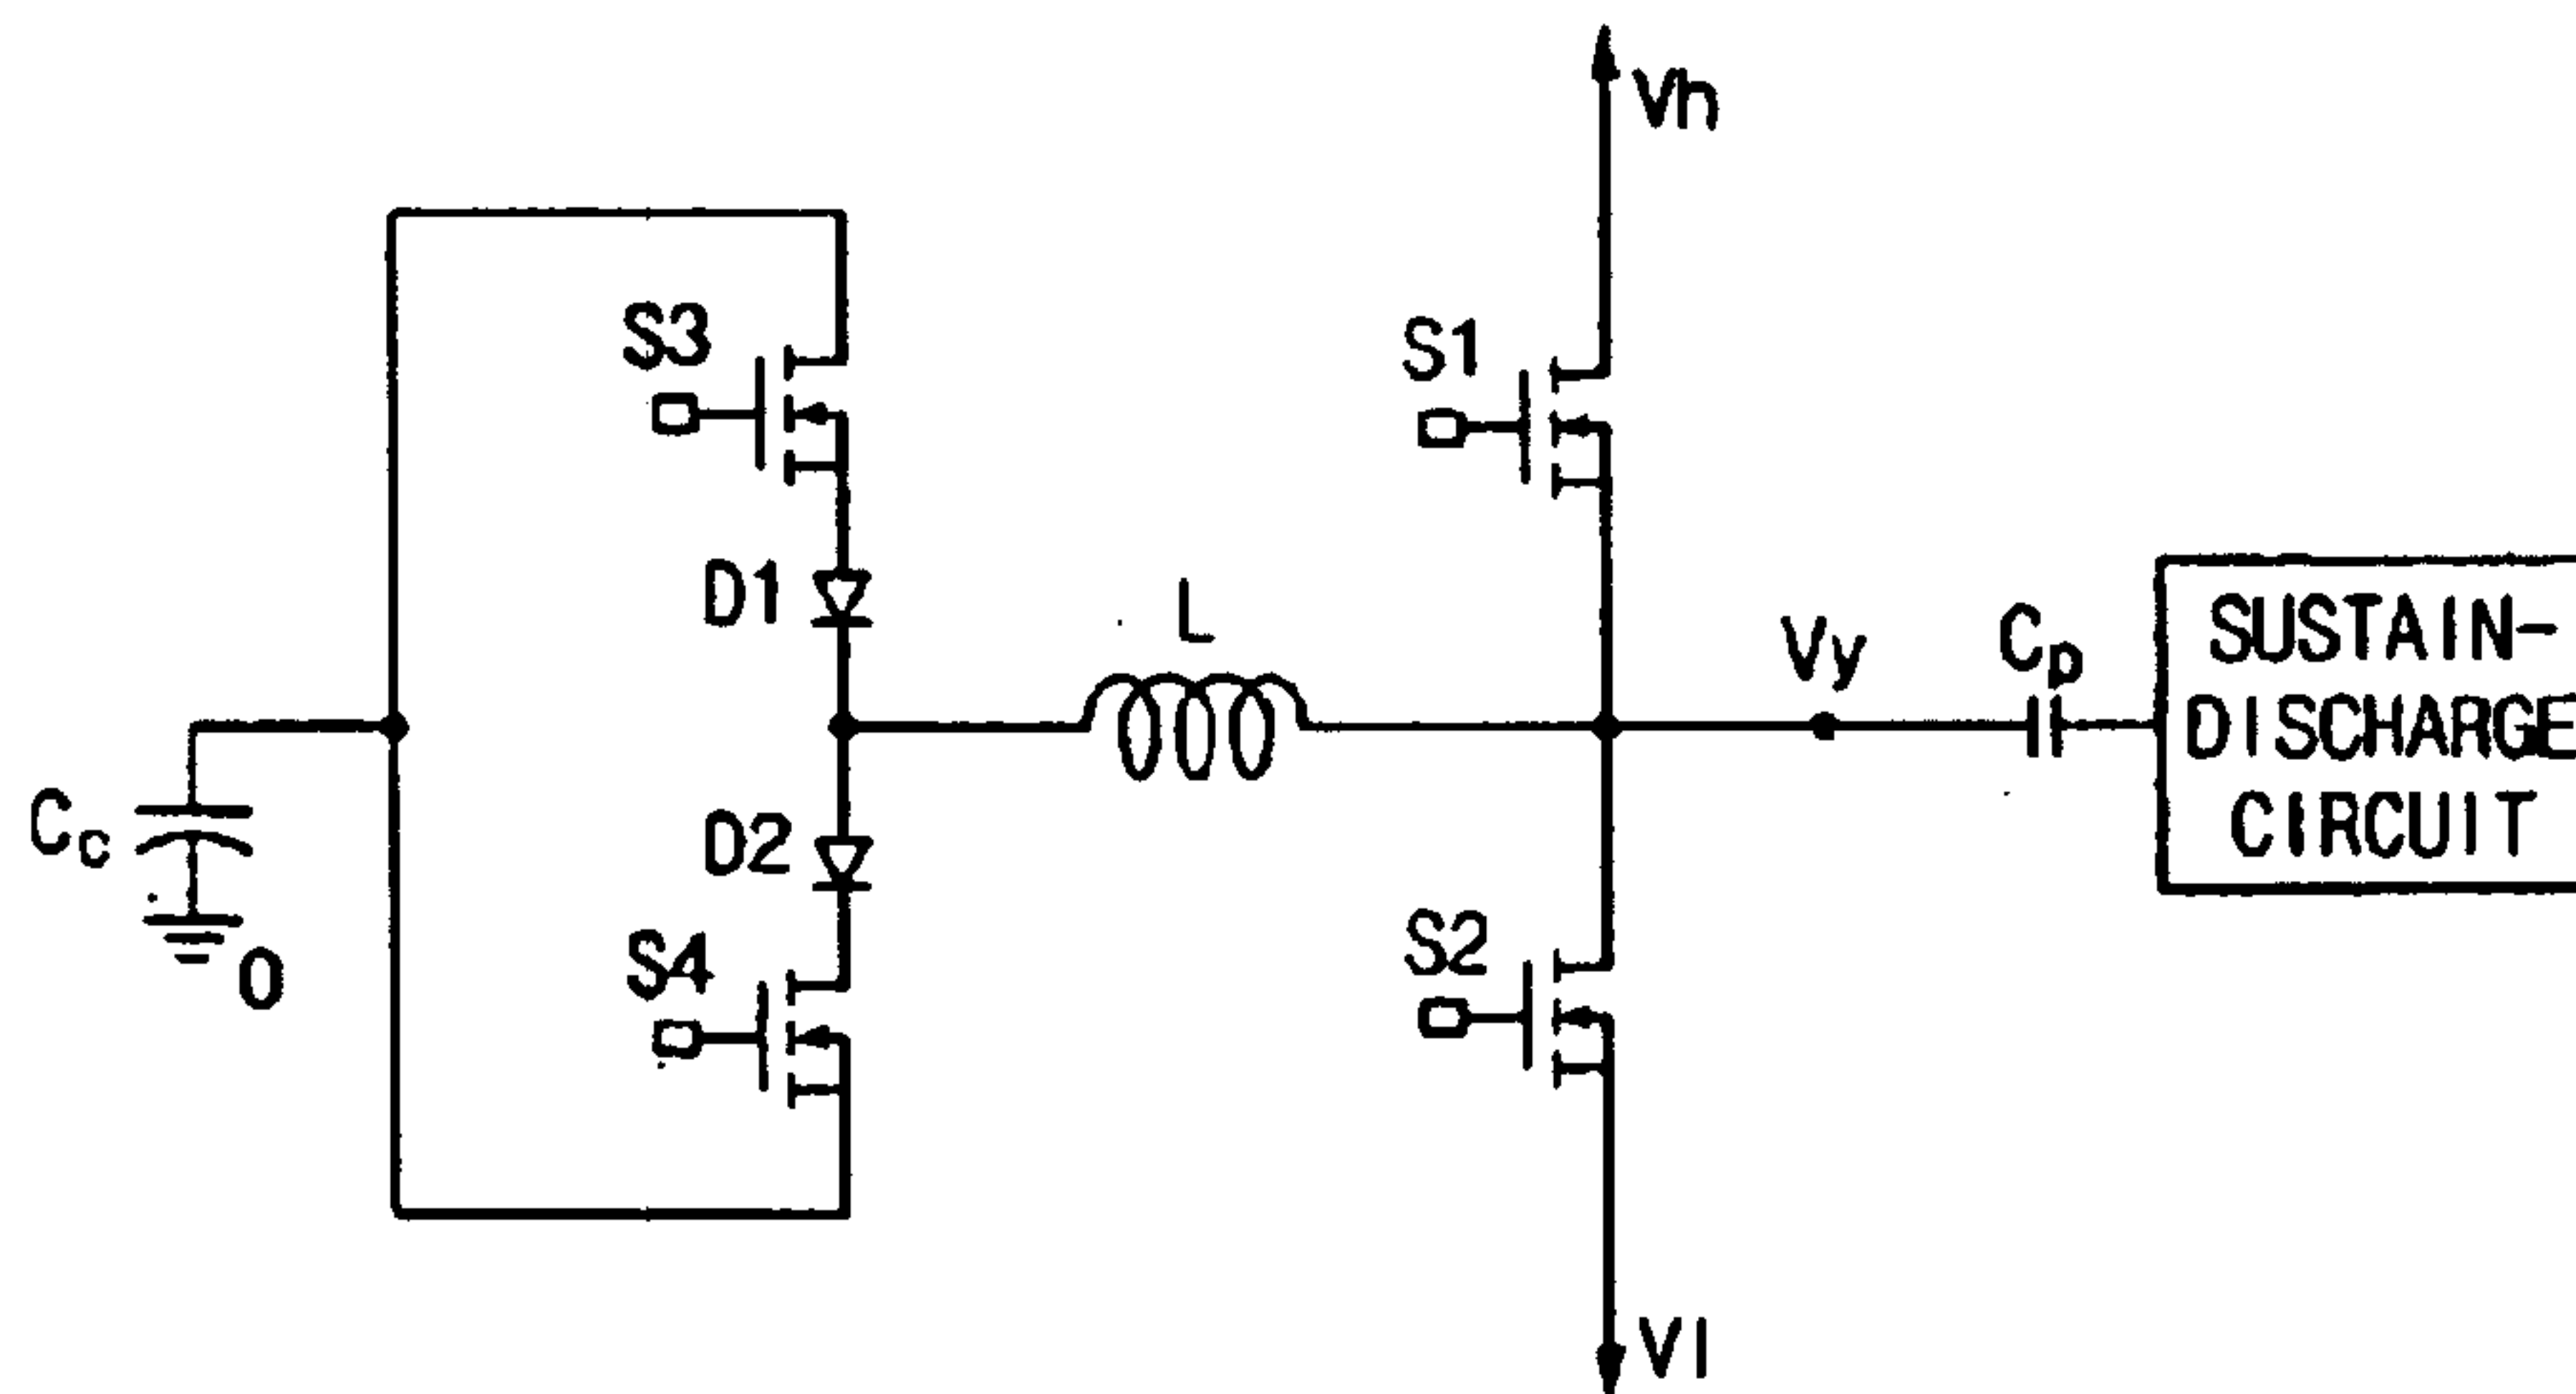 Vh
S3
S1
D1
L
Vy
Cp
SUSTAIN-
DISCHARGE
CIRCUIT
Cc
D2
S4
0
S2
Vl